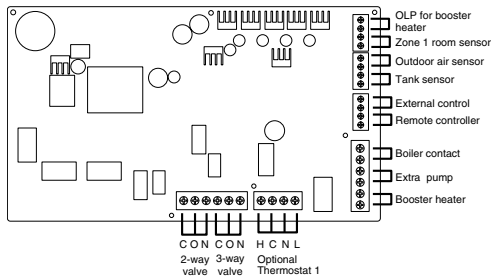 OLP for booster
heater
Zone 1 room sensor
Outdoor air sensor
Tank sensor
External control
Remote controller
Boiler contact
Extra pump
Booster heater
C O N C O N H C N L
2-way 3-way Optional
valve valve Thermostat 1